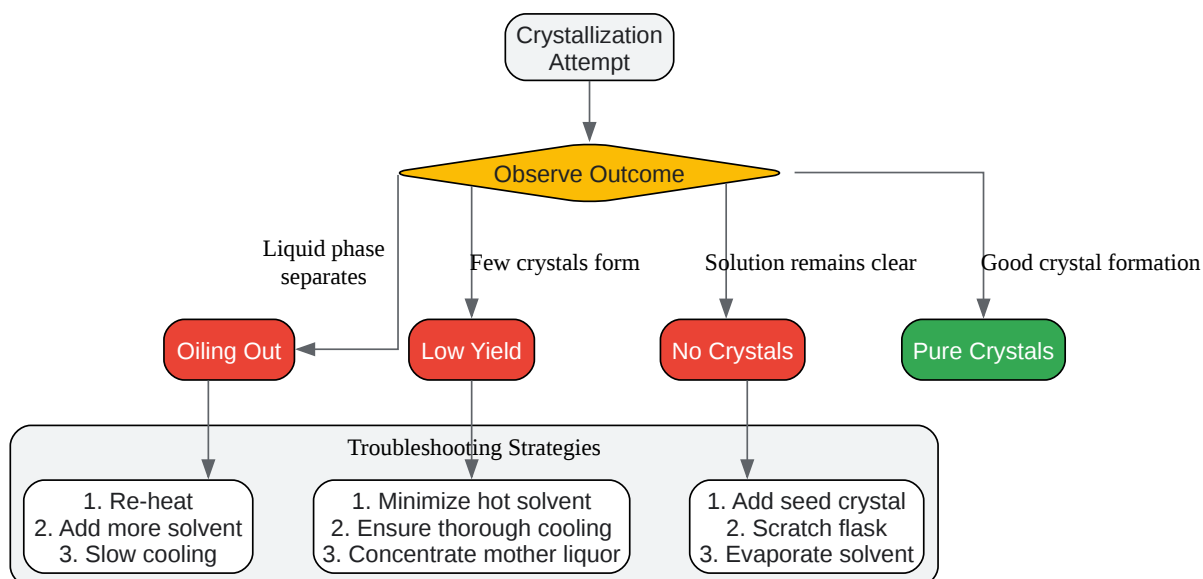 Crystallization
Attempt
Observe Outcome
Liquid phase
separates
Few crystals form
Solution remains clear
Good crystal formation
Oiling Out
Low Yield
No Crystals
Pure Crystals
Troubleshooting Strategies
1. Re-heat
2. Add more solvent
3. Slow cooling
1. Minimize hot solvent
2. Ensure thorough cooling
3. Concentrate mother liquor
1. Add seed crystal
2. Scratch flask
3. Evaporate solvent